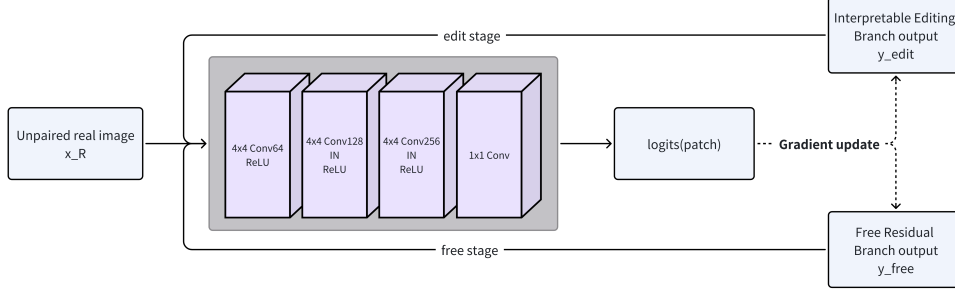 Interpretable Editing
Branch output
y_edit
edit stage
Unpaired real image
x_R
4x4 Conv64
ReLU
4x4 Conv128
IN
ReLU
4x4 Conv256
IN
ReLU
1x1 Conv
logits(patch)
Gradient update
free stage
Free Residual
Branch output
y_free